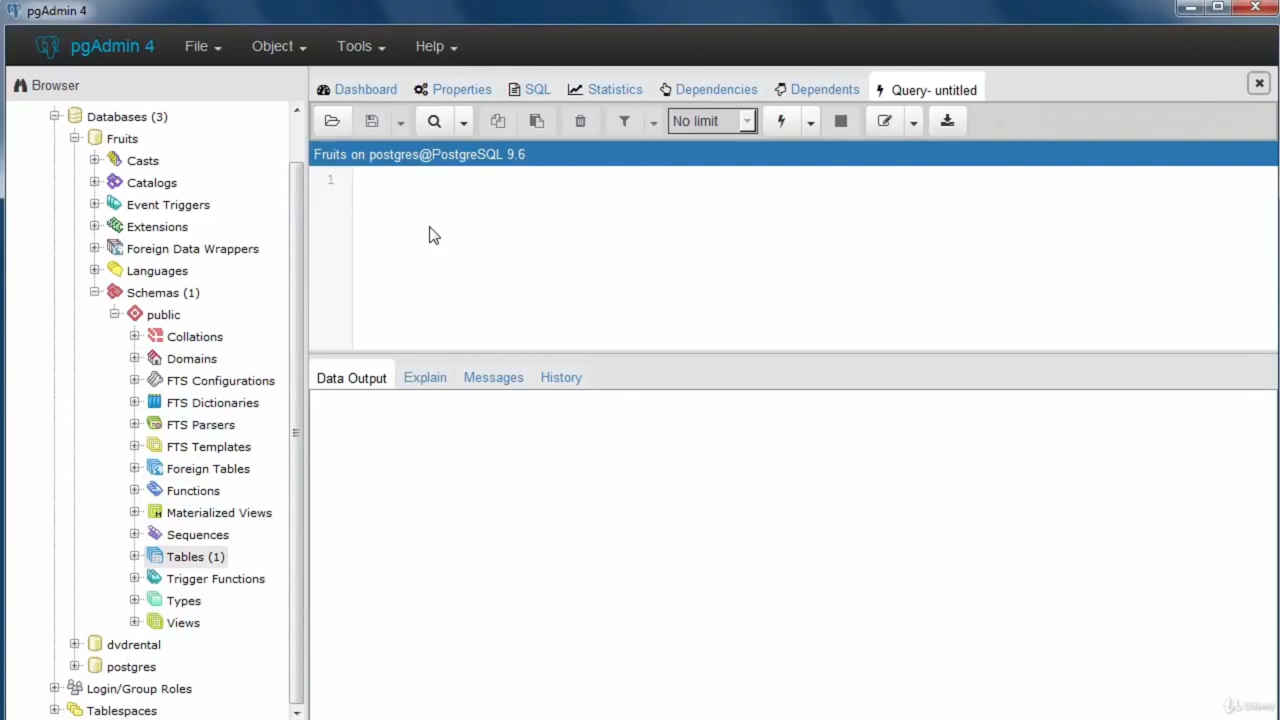 pgAdmin 4
pgAdmin 4 File Object Tools Help
Browser
Dashboard Properties SQL Statistics Dependencies Dependents Query- untitled
No limit
Fruits on postgres@PostgreSQL 9.6
1
Databases (3)
Fruits
Casts
Catalogs
Event Triggers
Extensions
Foreign Data Wrappers
Languages
Schemas (1)
public
Collations
Domains
FTS Configurations
FTS Dictionaries
FTS Parsers
FTS Templates
Foreign Tables
Functions
Materialized Views
Sequences
Tables (1)
Trigger Functions
Types
Views
dvdrental
postgres
Login/Group Roles
Tablespaces
Data Output Explain Messages History
Udemy